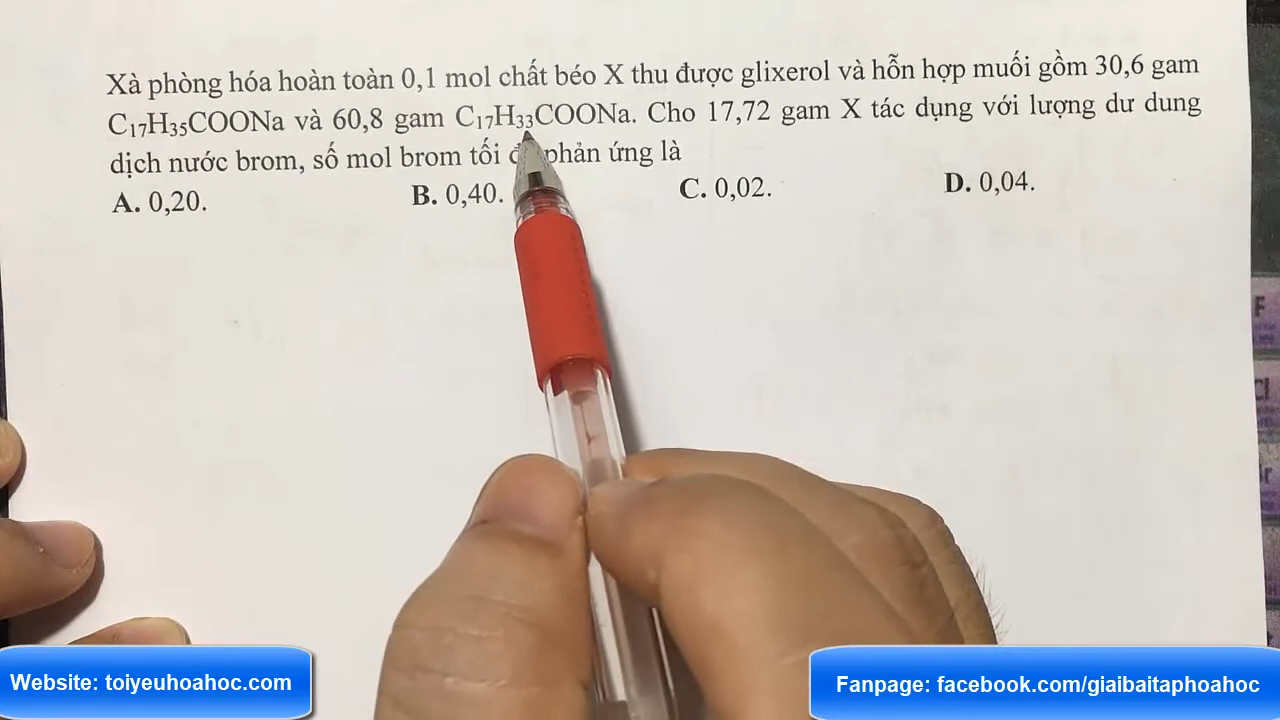 Xà phòng hóa hoàn toàn 0,1 mol chất béo X thu được glixerol và hỗn hợp muối gồm 30,6 gam
C₁₇H₃₅COONa và 60,8 gam C₁₇H₃₃COONa. Cho 17,72 gam X tác dụng với lượng dư dung
dịch nước brom, số mol brom tối phản ứng là
A. 0,20. B. 0,40. C. 0,02. D. 0,04.
F
Website: toiyeuhoahoc.com
Fanpage: facebook.com/giaibaitaphoahoc